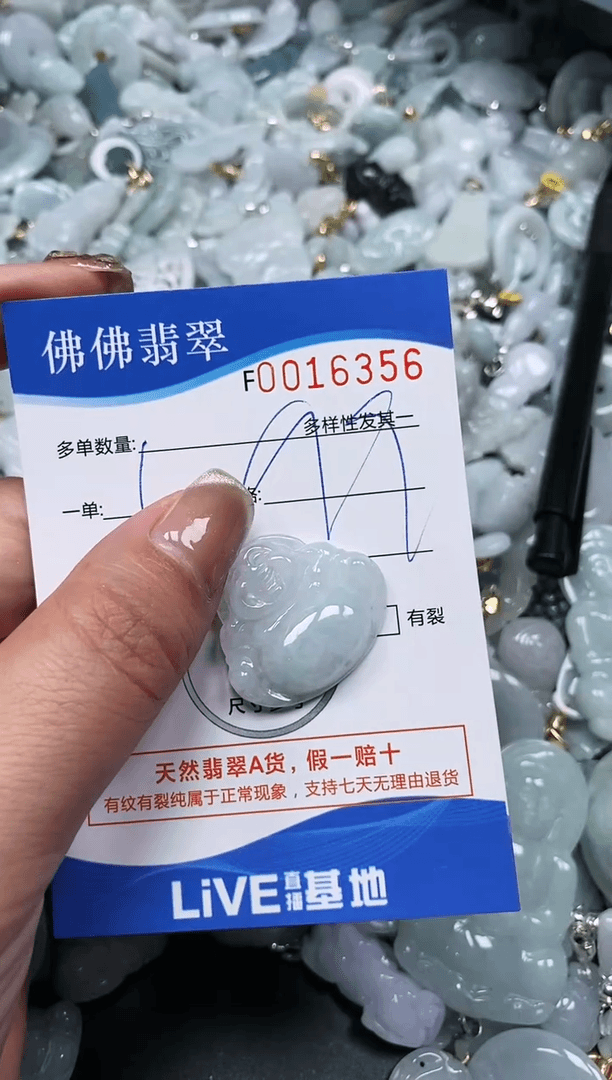 佛佛翡翠
F0016356
多样性发其一
多单数量:
一单:
有裂
天然翡翠A货，假一赔十
有纹有裂纯属于正常现象，支持七天无理由退货
LiVE直播基地